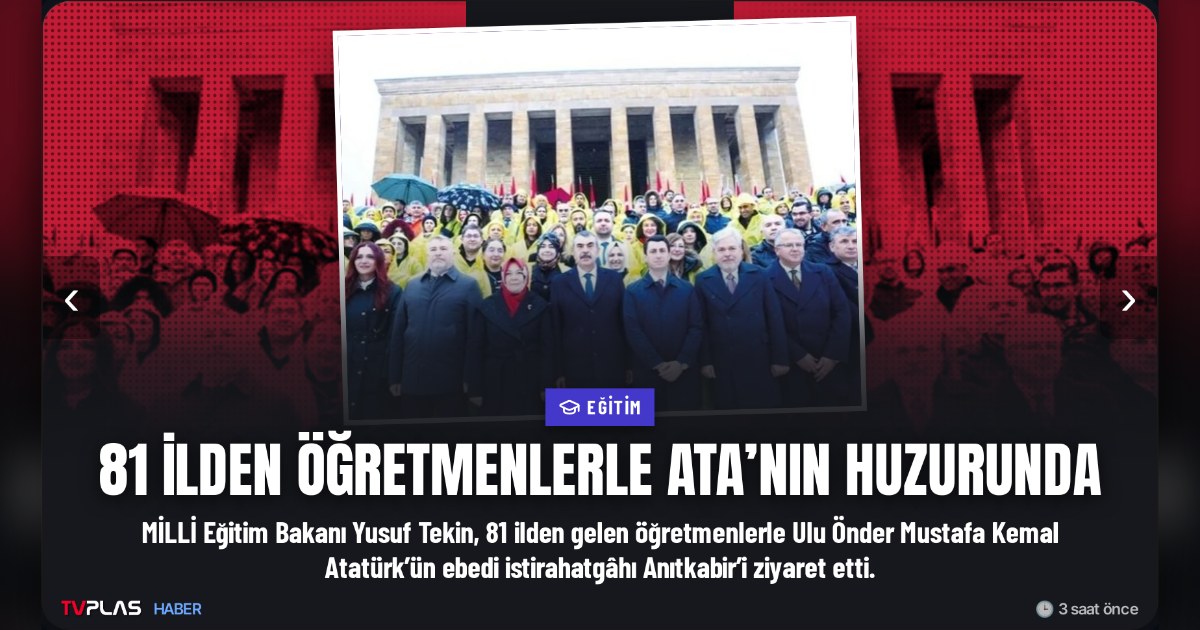 EĞİTİM
81 İLDEN ÖĞRETMENLERLE ATA’NIN HUZURUNDA
MİLLİ Eğitim Bakanı Yusuf Tekin, 81 ilden gelen öğretmenlerle Ulu Önder Mustafa Kemal
Atatürk’ün ebedi istirahatgâhı Anıtkabir’i ziyaret etti.
TVPLAS HABER
3 saat önce